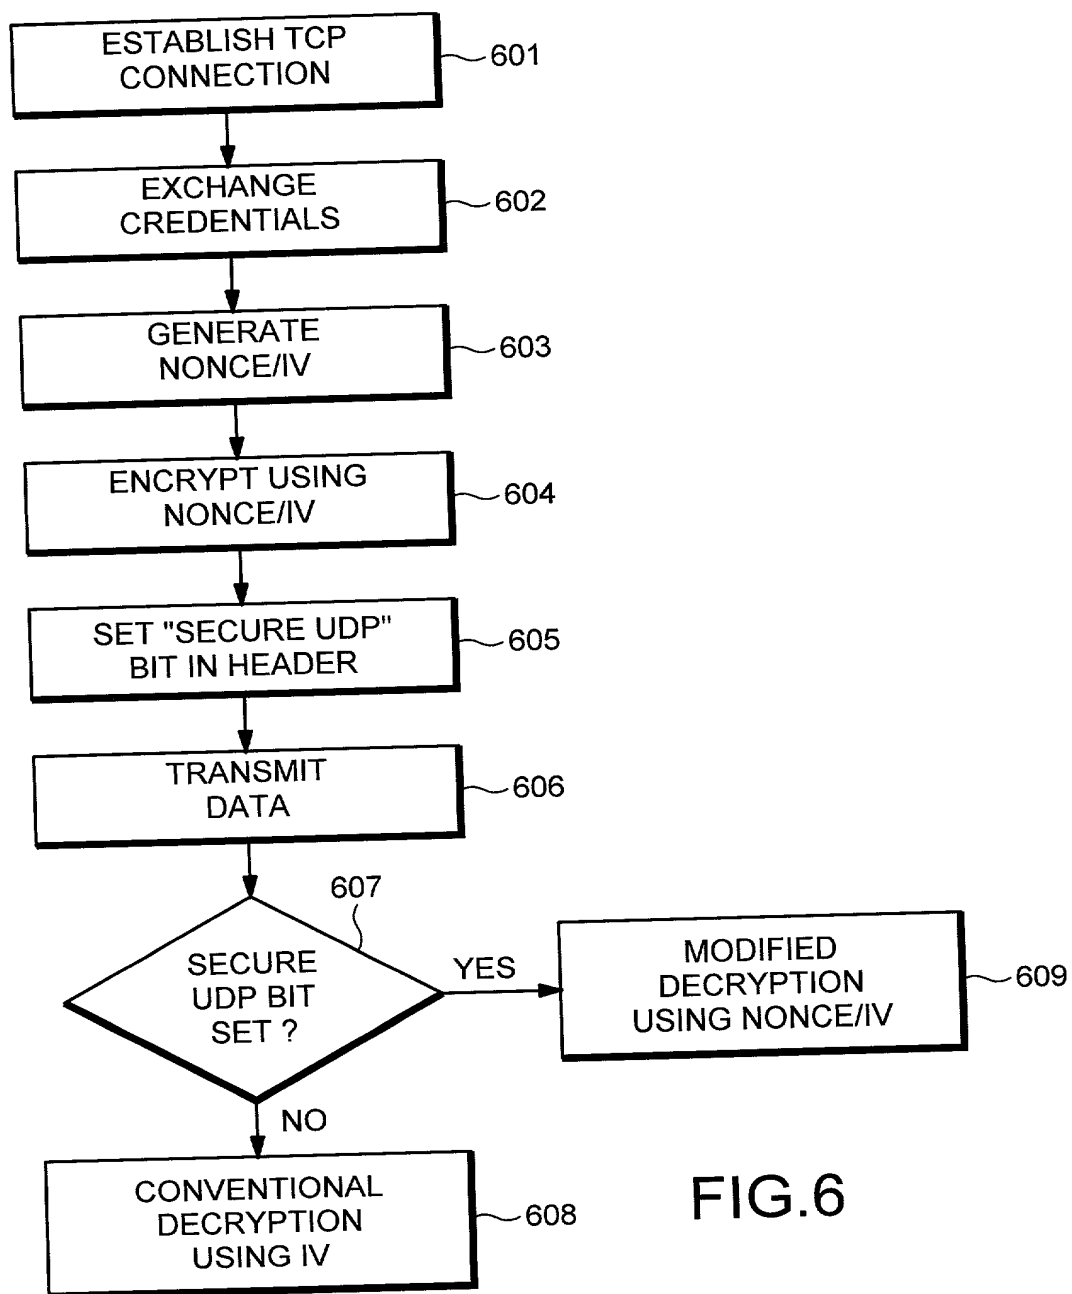 ESTABLISH TCP
CONNECTION
601
EXCHANGE
CREDENTIALS
602
GENERATE
NONCE/IV
603
ENCRYPT USING
NONCE/IV
604
SET "SECURE UDP"
BIT IN HEADER
605
TRANSMIT
DATA
606
607
SECURE
UDP BIT
SET ?
YES
MODIFIED
DECRYPTION
USING NONCE/IV
609
NO
CONVENTIONAL
DECRYPTION
USING IV
608
FIG.6